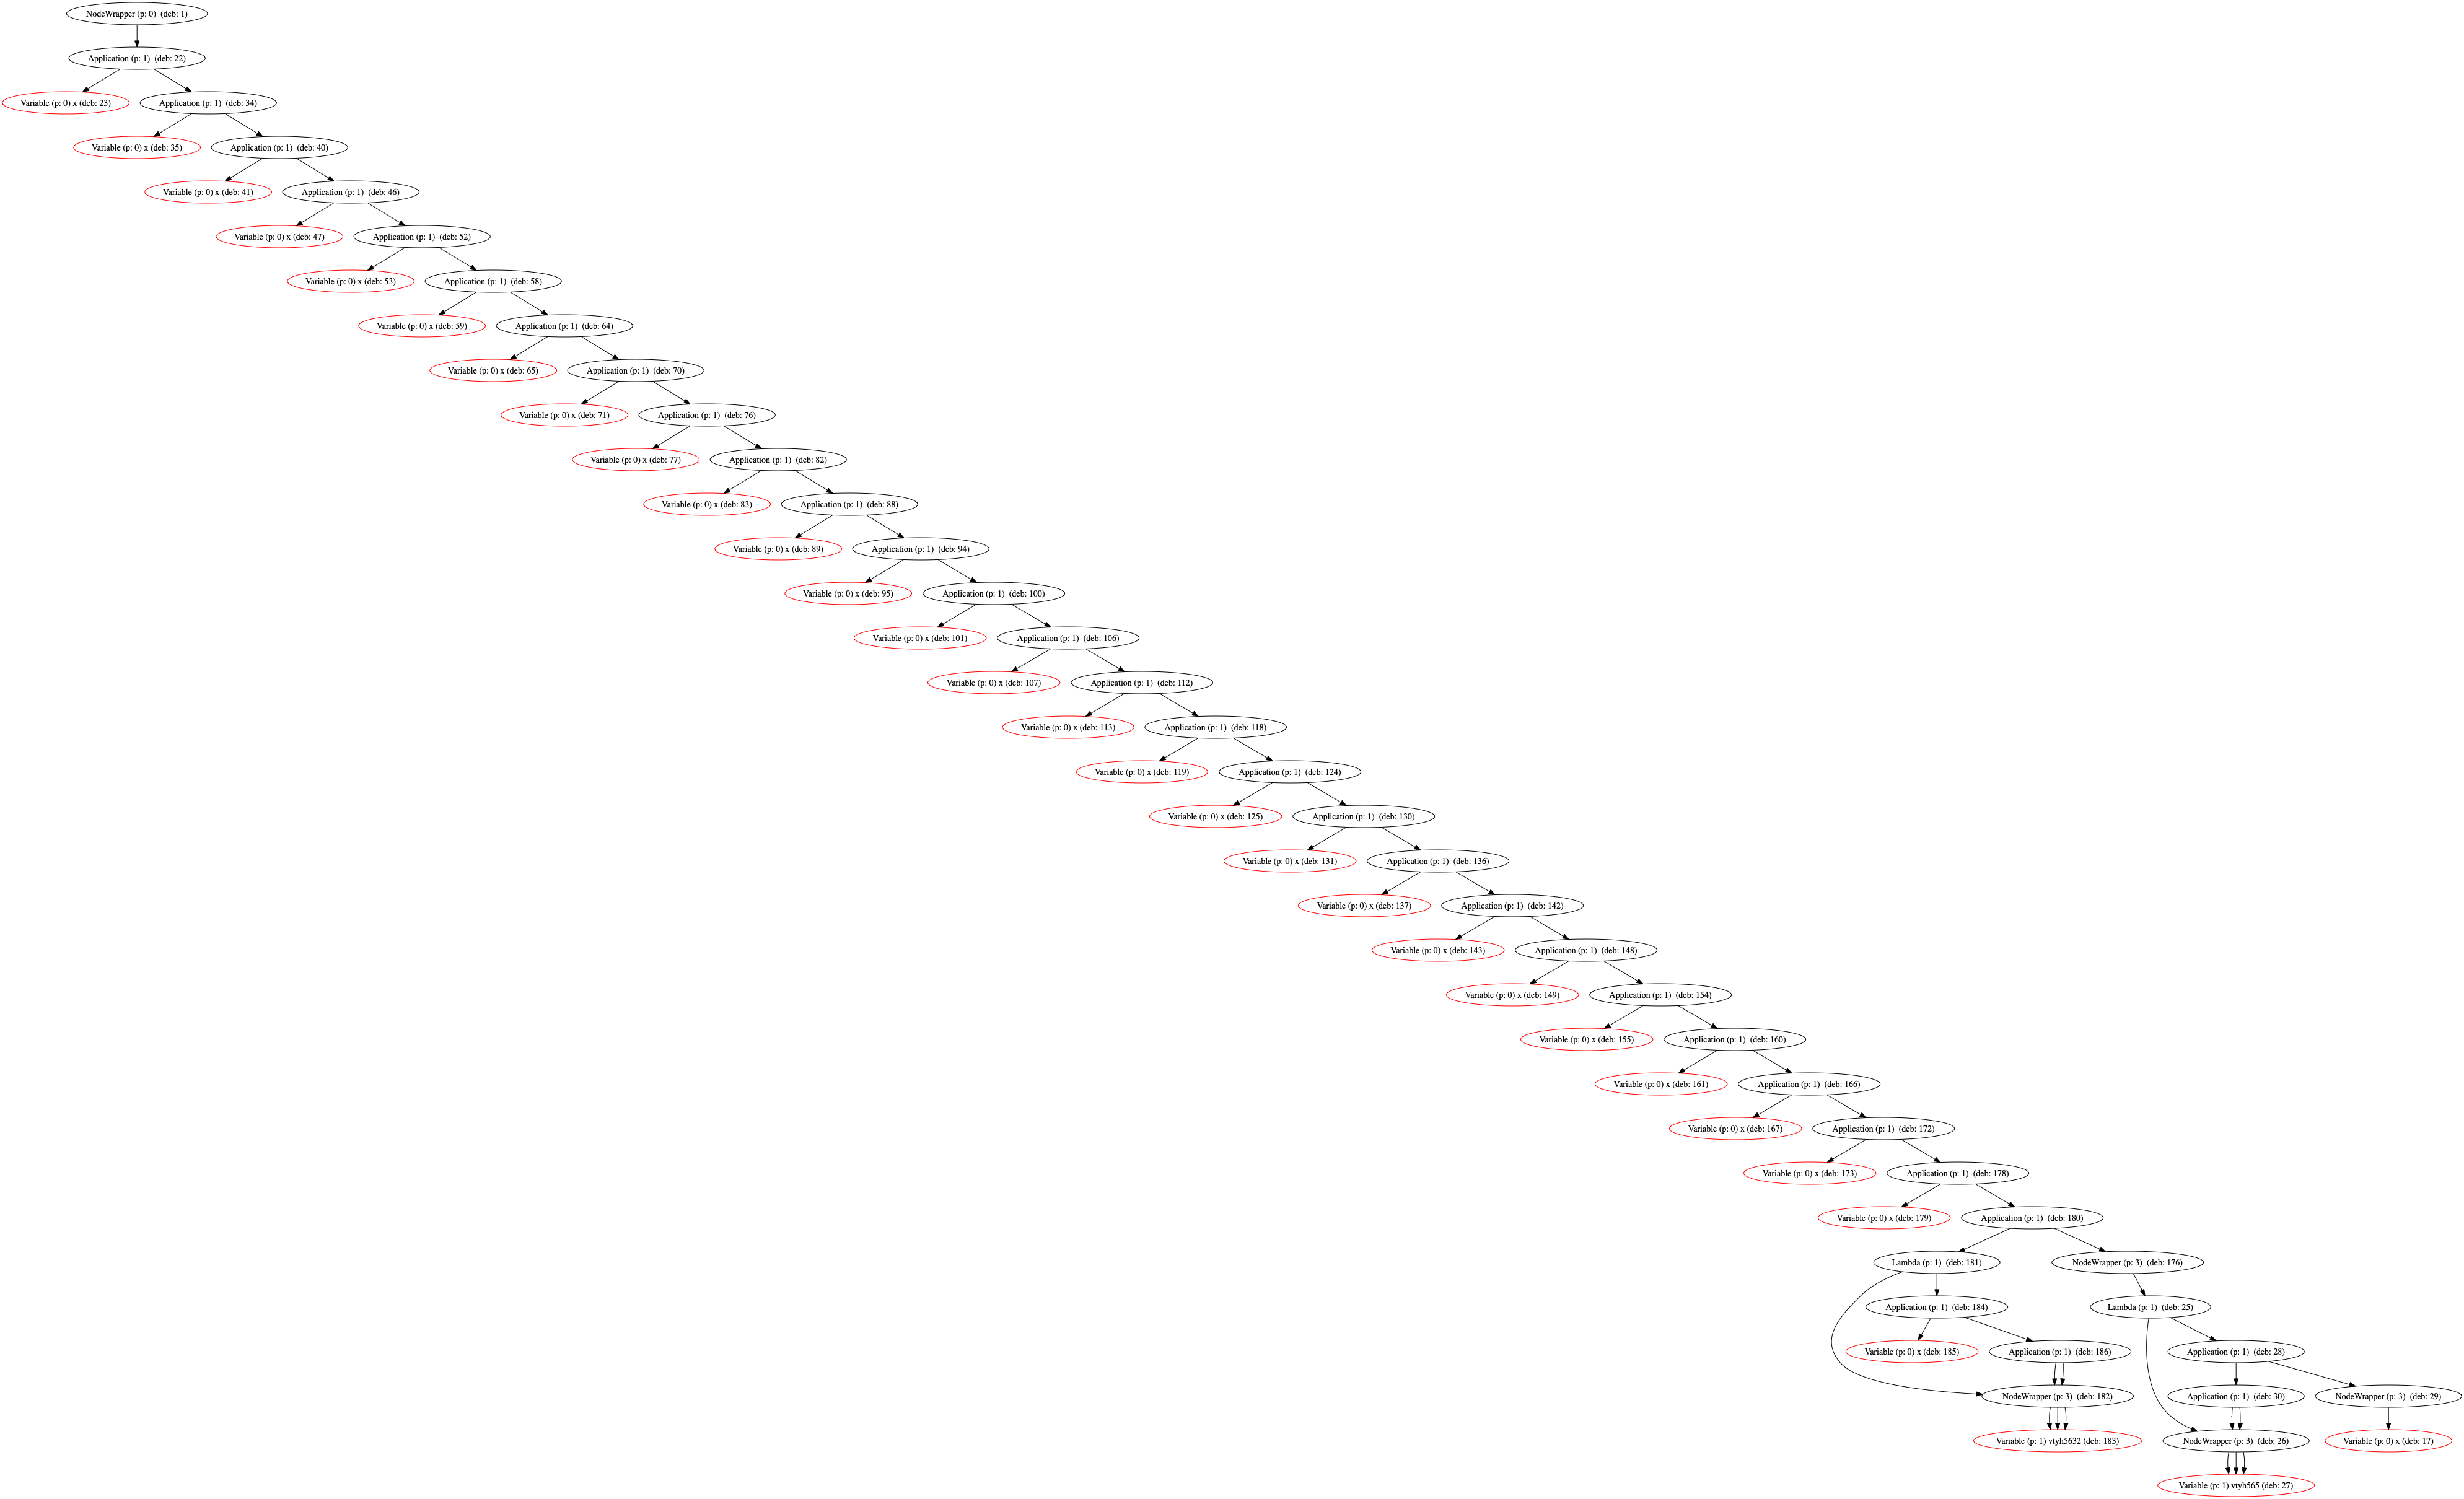 NodeWrapper (p: 0)  (deb: 1)
Application (p: 1)  (deb: 22)
Variable (p: 0) x (deb: 23)
Application (p: 1)  (deb: 34)
Variable (p: 0) x (deb: 35)
Application (p: 1)  (deb: 40)
Variable (p: 0) x (deb: 41)
Application (p: 1)  (deb: 46)
Variable (p: 0) x (deb: 47)
Application (p: 1)  (deb: 52)
Variable (p: 0) x (deb: 53)
Application (p: 1)  (deb: 58)
Variable (p: 0) x (deb: 59)
Application (p: 1)  (deb: 64)
Variable (p: 0) x (deb: 65)
Application (p: 1)  (deb: 70)
Variable (p: 0) x (deb: 71)
Application (p: 1)  (deb: 76)
Variable (p: 0) x (deb: 77)
Application (p: 1)  (deb: 82)
Variable (p: 0) x (deb: 83)
Application (p: 1)  (deb: 88)
Variable (p: 0) x (deb: 89)
Application (p: 1)  (deb: 94)
Variable (p: 0) x (deb: 95)
Application (p: 1)  (deb: 100)
Variable (p: 0) x (deb: 101)
Application (p: 1)  (deb: 106)
Variable (p: 0) x (deb: 107)
Application (p: 1)  (deb: 112)
Variable (p: 0) x (deb: 113)
Application (p: 1)  (deb: 118)
Variable (p: 0) x (deb: 119)
Application (p: 1)  (deb: 124)
Variable (p: 0) x (deb: 125)
Application (p: 1)  (deb: 130)
Variable (p: 0) x (deb: 131)
Application (p: 1)  (deb: 136)
Variable (p: 0) x (deb: 137)
Application (p: 1)  (deb: 142)
Variable (p: 0) x (deb: 143)
Application (p: 1)  (deb: 148)
Variable (p: 0) x (deb: 149)
Application (p: 1)  (deb: 154)
Variable (p: 0) x (deb: 155)
Application (p: 1)  (deb: 160)
Variable (p: 0) x (deb: 161)
Application (p: 1)  (deb: 166)
Variable (p: 0) x (deb: 167)
Application (p: 1)  (deb: 172)
Variable (p: 0) x (deb: 173)
Application (p: 1)  (deb: 178)
Variable (p: 0) x (deb: 179)
Application (p: 1)  (deb: 180)
Lambda (p: 1)  (deb: 181)
NodeWrapper (p: 3)  (deb: 176)
Application (p: 1)  (deb: 184)
Lambda (p: 1)  (deb: 25)
Variable (p: 0) x (deb: 185)
Application (p: 1)  (deb: 186)
Application (p: 1)  (deb: 28)
NodeWrapper (p: 3)  (deb: 182)
Application (p: 1)  (deb: 30)
NodeWrapper (p: 3)  (deb: 29)
Variable (p: 1) vtyh5632 (deb: 183)
NodeWrapper (p: 3)  (deb: 26)
Variable (p: 0) x (deb: 17)
Variable (p: 1) vtyh565 (deb: 27)